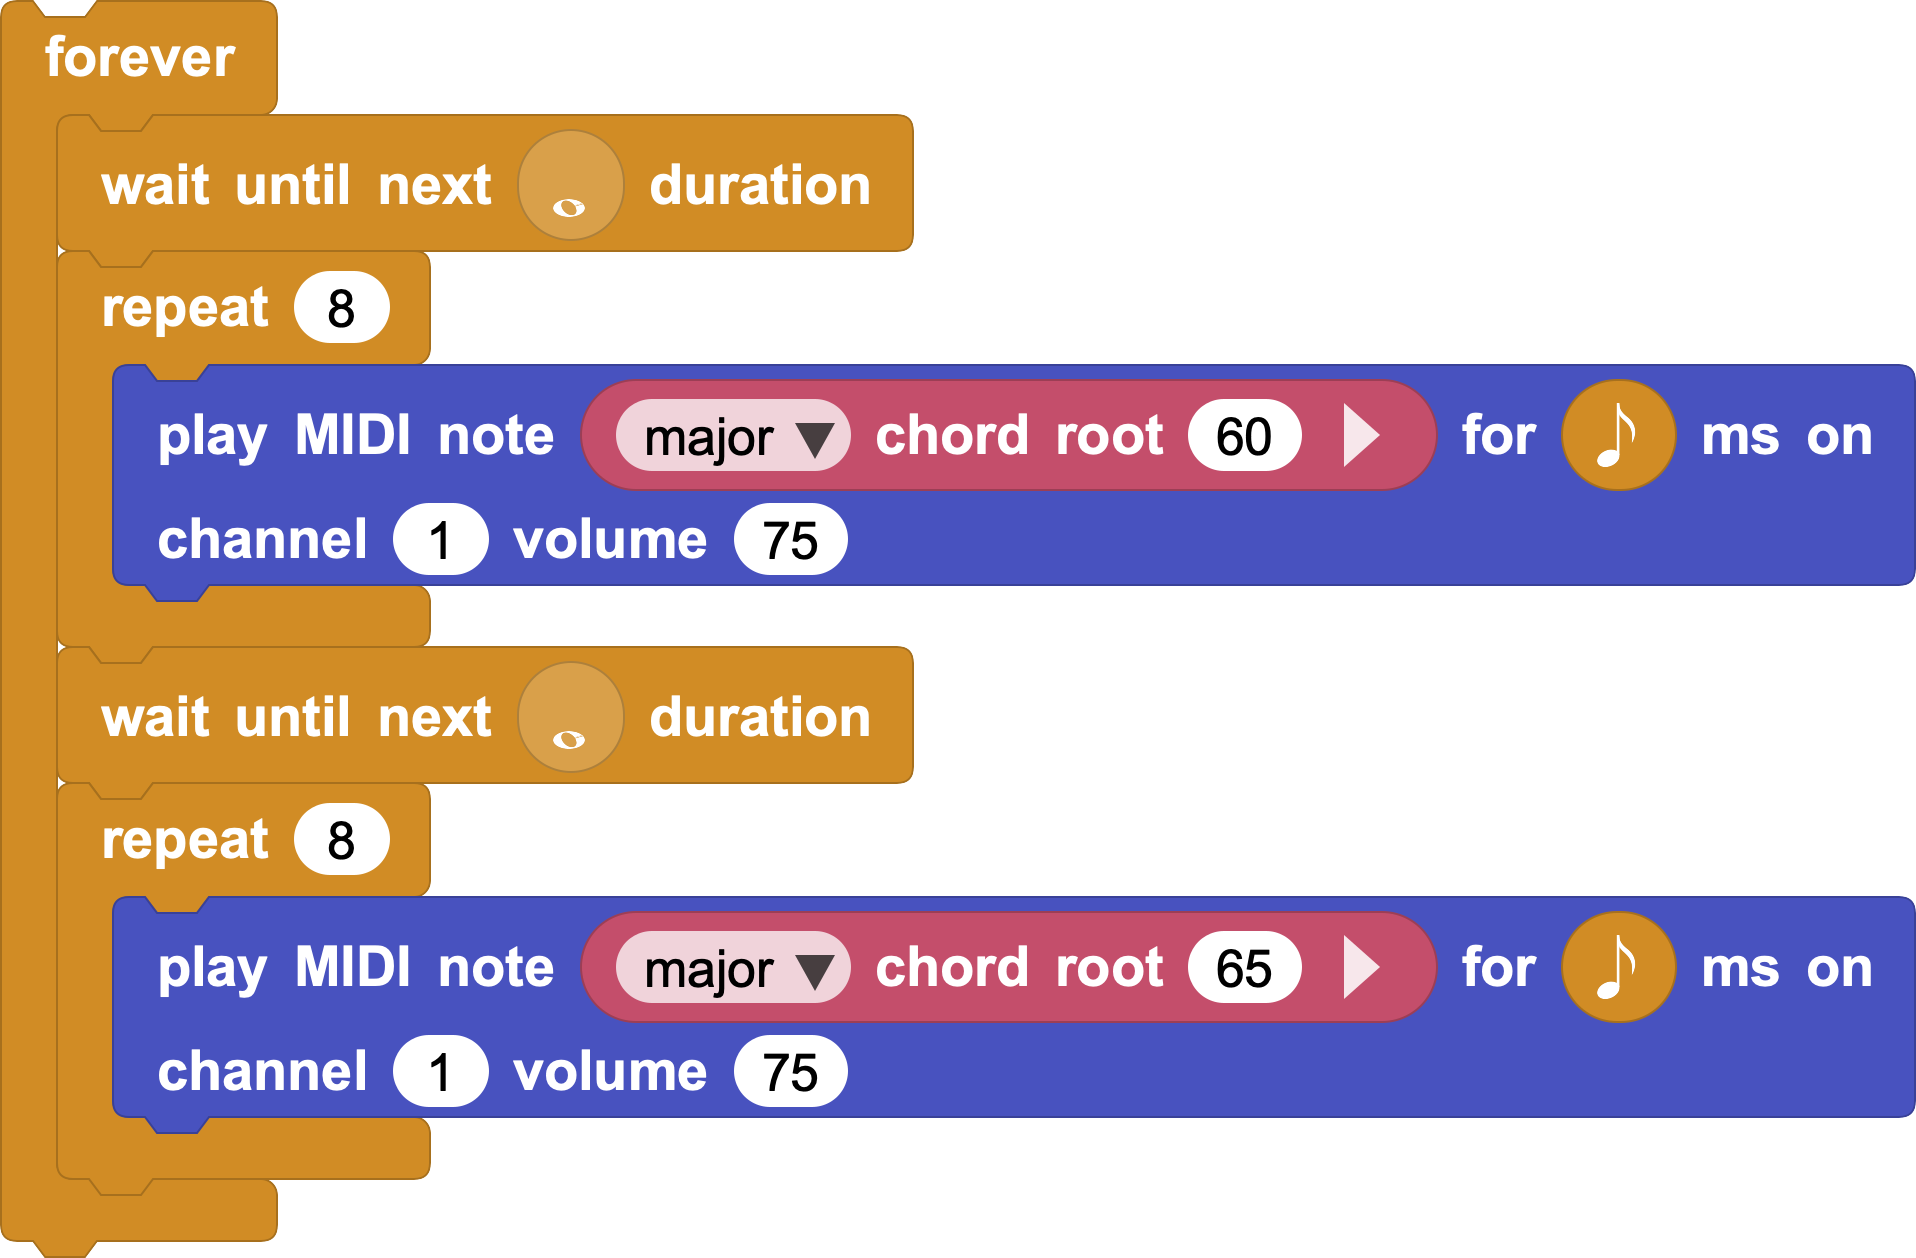 forever
wait until next 𝅝 duration
repeat 8
play MIDI note major ▼ chord root 60 ▶ for ♪ ms on
channel 1 volume 75
wait until next 𝅝 duration
repeat 8
play MIDI note major ▼ chord root 65 ▶ for ♪ ms on
channel 1 volume 75